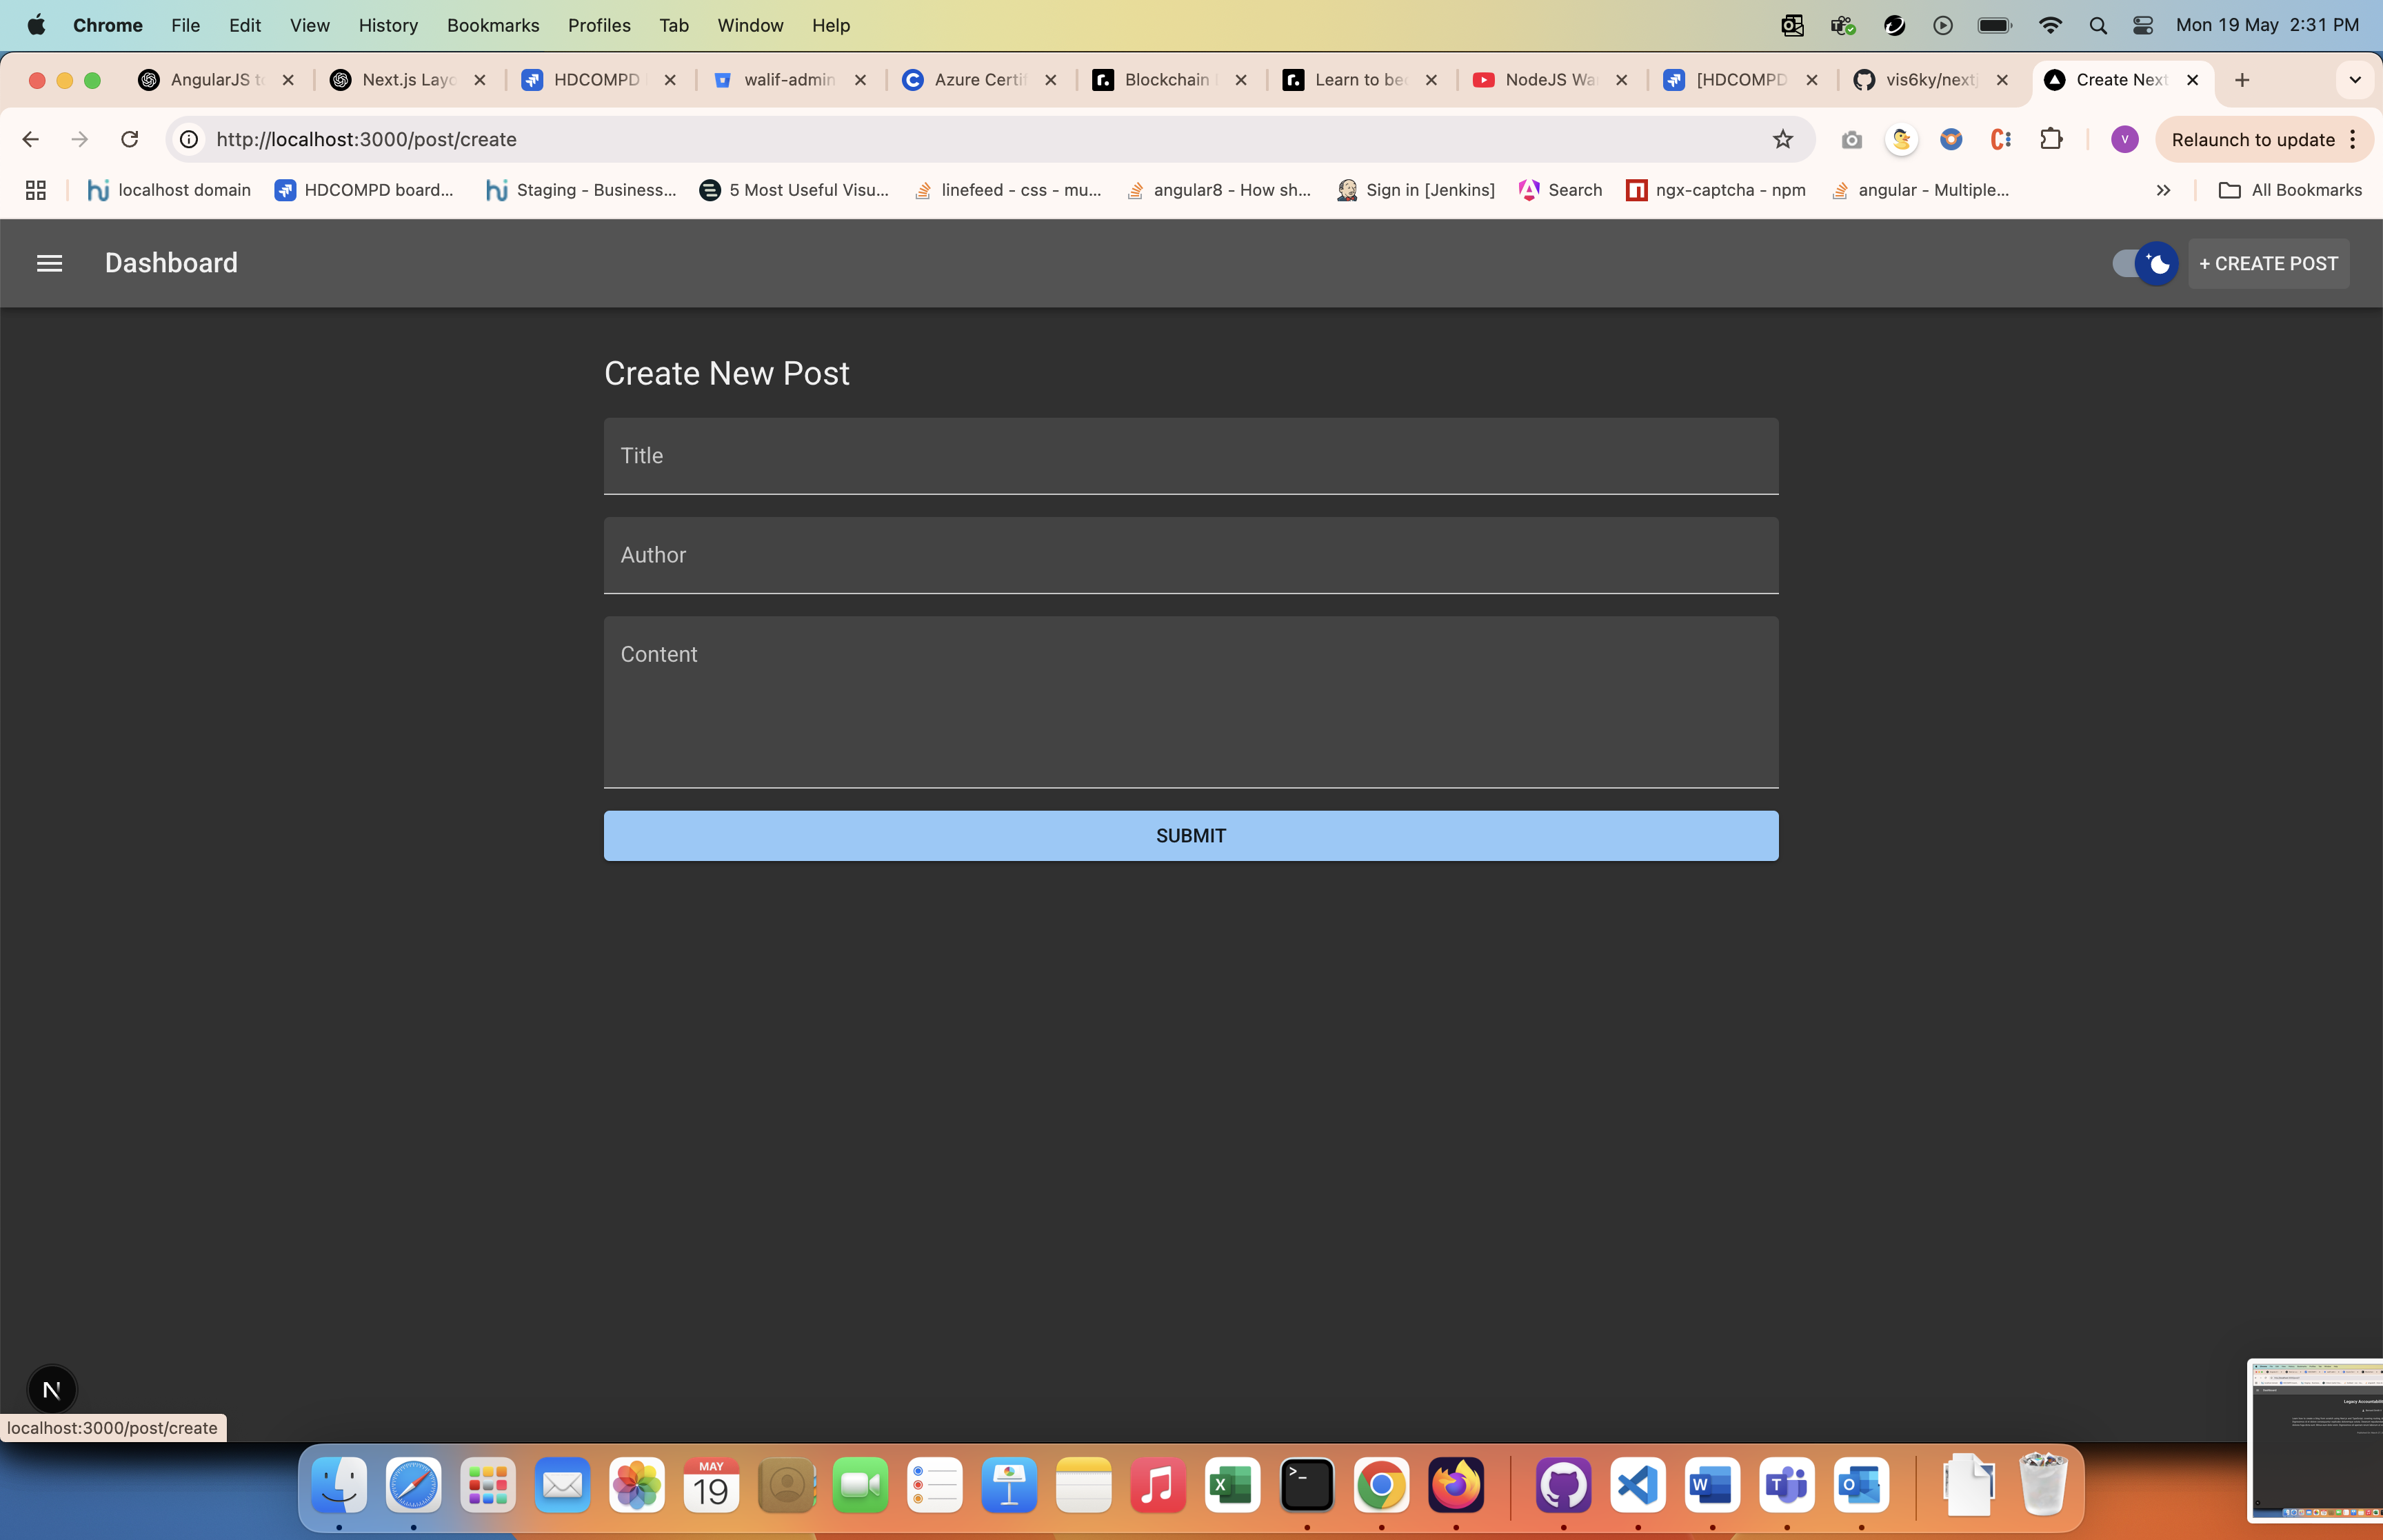 Chrome File Edit View History Bookmarks Profiles Tab Window Help Mon 19 May 2:31 PM
AngularJS to Next.js Layo HDCOMPD walif-admin Azure Certif Blockchain Learn to bec NodeJS Wa [HDCOMPD vis6ky/nextj Create Next
http://localhost:3000/post/create V Relaunch to update
localhost domain HDCOMPD board... Staging - Business... 5 Most Useful Visu... linefeed - css - mu... angular8 - How sh... Sign in [Jenkins] Search ngx-captcha - npm angular - Multiple... All Bookmarks
Dashboard + CREATE POST
Create New Post
Title
Author
Content
SUBMIT
N
localhost:3000/post/create
MAY
19